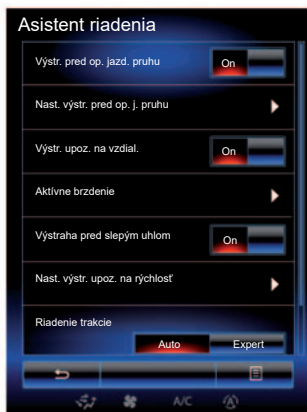 Asistent riadenia
Výstr. pred op. jazd. pruhu
On
Nast. výstr. pred op. j. pruhu
Výstr. upoz. na vzdial.
On
Aktívne brzdenie
Výstraha pred slepým uhlom
On
Nast. výstr. upoz. na rýchlosť
Riadenie trakcie
Auto
Expert
A/C
A